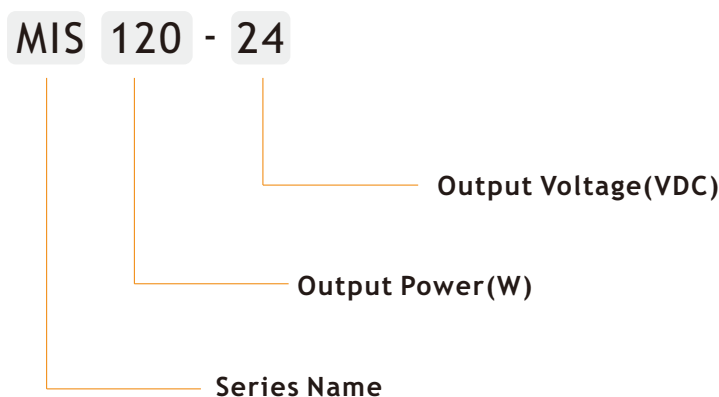 MIS 120 - 24
Output Voltage(VDC)
Output Power(W)
Series Name